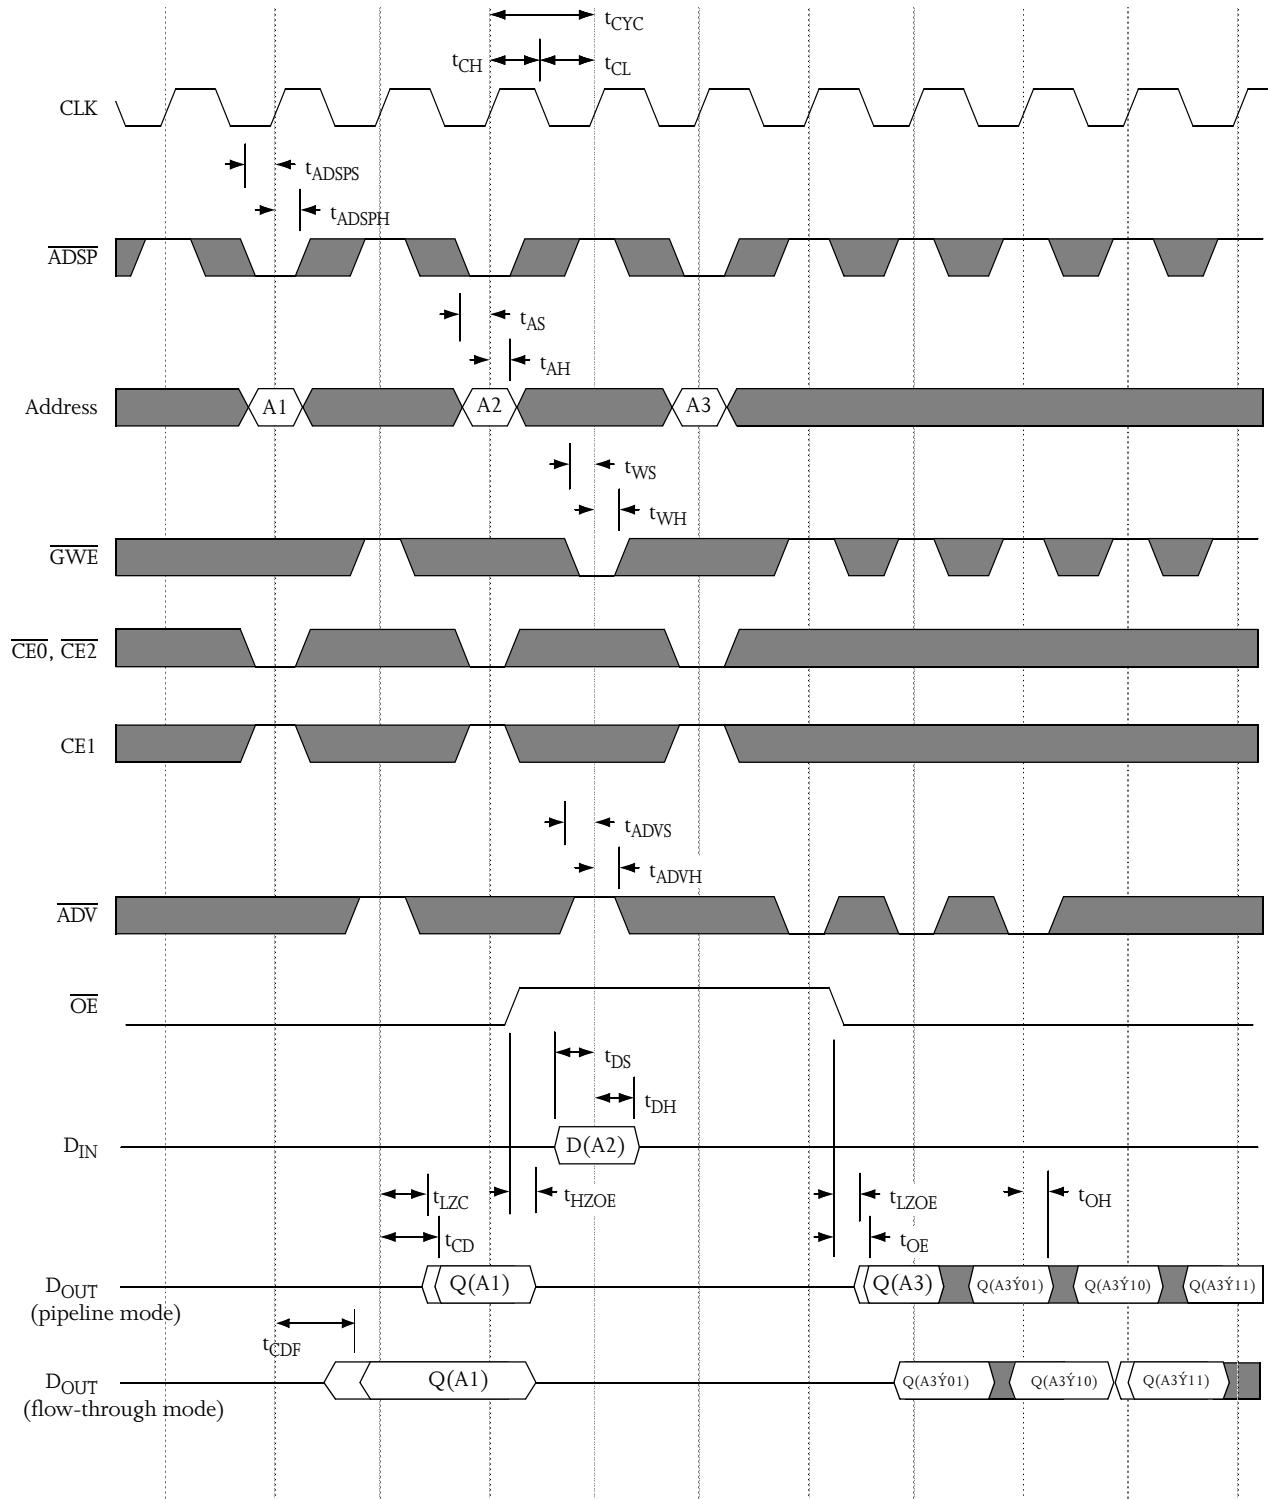 tCYC
tCH tCL
CLK
tADSPS
tADSPH
ADSP
tAS
tAH
Address A1 A2 A3
tWS
tWH
GWE
CE0, CE2
CE1
tADVS
tADVH
ADV
OE
tDS
tDH
DIN D(A2)
tLZC tHZOE tLZOE tOH
tCD tOE
DOUT Q(A1) Q(A3) Q(A3Ý01) Q(A3Ý10) Q(A3Ý11)
(pipeline mode)
tCDF
DOUT Q(A1) Q(A3Ý01) Q(A3Ý10) Q(A3Ý11)
(flow-through mode)